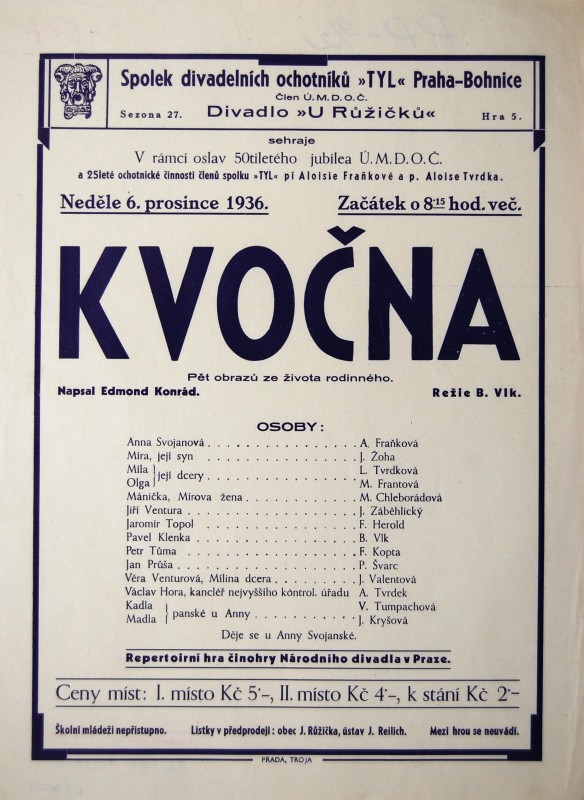 Spolek divadelních ochotníků »TYL« Praha-Bohnice
Člen Ú.M.D.O.Č.
Sezona 27. Divadlo »U Růžičků« Hra 5.
sehraje
V rámci oslav 50tiletého jubilea Ú.M.D.O.Č.
a 25leté ochotnické činnosti členů spolku »TYL« pí Aloisie Fraňkové a p. Aloise Tvrdka.
Neděle 6. prosince 1936. Začátek o 8·15 hod. več.
KVOČNA
Pět obrazů ze života rodinného.
Napsal Edmond Konrád. Režie B. Vlk.
OSOBY:
Anna Svojanová . . . . . . . . . . . . . . . . A. Fraňková
Míra, její syn . . . . . . . . . . . . . . . . J. Žoha
Míla } její dcery . . . . . . . . . . . . . . . L. Tvrdková
Olga } M. Frantová
Mánička, Mírova žena . . . . . . . . . . . . M. Chleborádová
Jiří Ventura . . . . . . . . . . . . . . . . . J. Záběhlický
Jaromír Topol . . . . . . . . . . . . . . . . F. Herold
Pavel Klenka . . . . . . . . . . . . . . . . . B. Vlk
Petr Tůma . . . . . . . . . . . . . . . . . . F. Kopta
Jan Průša . . . . . . . . . . . . . . . . . . P. Švarc
Věra Venturová, Mílina dcera . . . . . . . . . J. Valentová
Václav Hora, kancléř nejvyššího kontrol. úřadu A. Tvrdek
Kadla } panské u Anny . . . . . . . . . . . . V. Tumpachová
Madla } J. Kryšová
Děje se u Anny Svojanské.
Repertoirní hra činohry Národního divadla v Praze.
Ceny míst: I. místo Kč 5·–, II. místo Kč 4·–, k stání Kč 2·–
Školní mládeži nepřístupno. Lístky v předprodeji: obec J. Růžička, ústav J. Reilich. Mezi hrou se neuvádí.
PRADA, TROJA